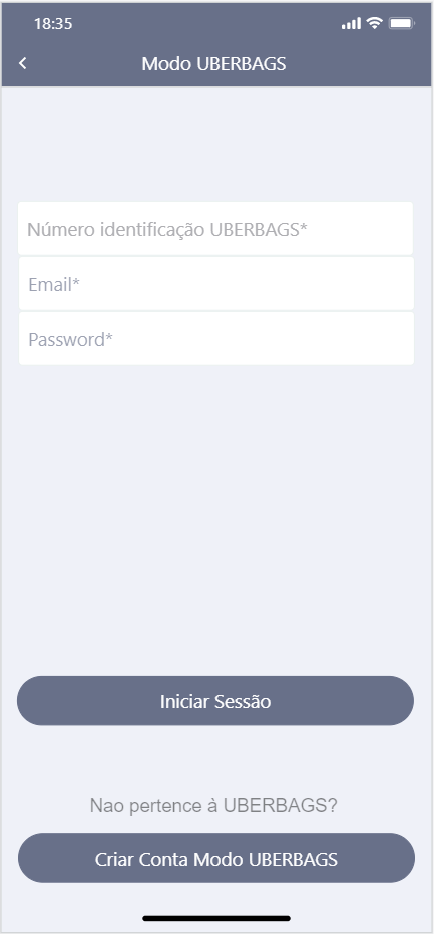 18:35
Modo UBERBAGS
Número identificação UBERBAGS*
Email*
Password*
Iniciar Sessão
Nao pertence à UBERBAGS?
Criar Conta Modo UBERBAGS